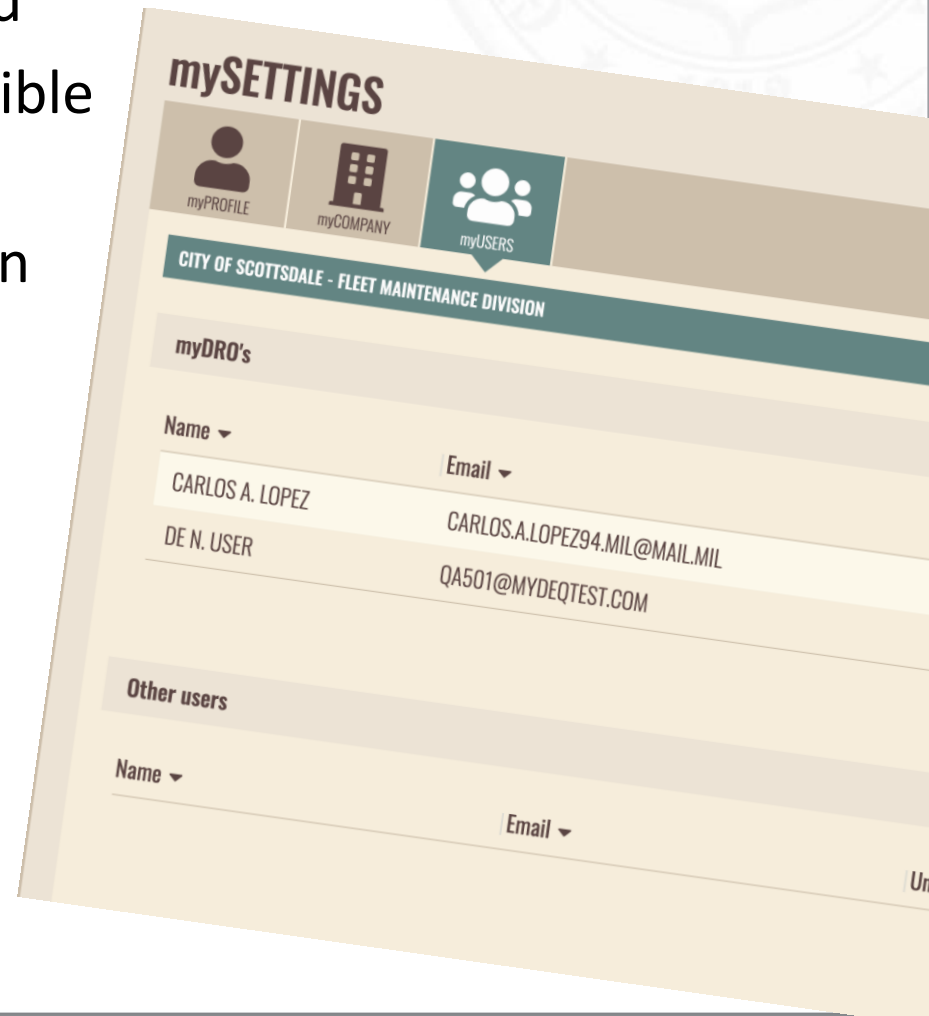 ible
n
mySETTINGS
myPROFILE
myCOMPANY
myUSERS
CITY OF SCOTTSDALE - FLEET MAINTENANCE DIVISION
myDRO's
Name
Email
CARLOS A. LOPEZ
CARLOS.A.LOPEZ94.MIL@MAIL.MIL
DE N. USER
QA501@MYDEQTEST.COM
Other users
Name
Email